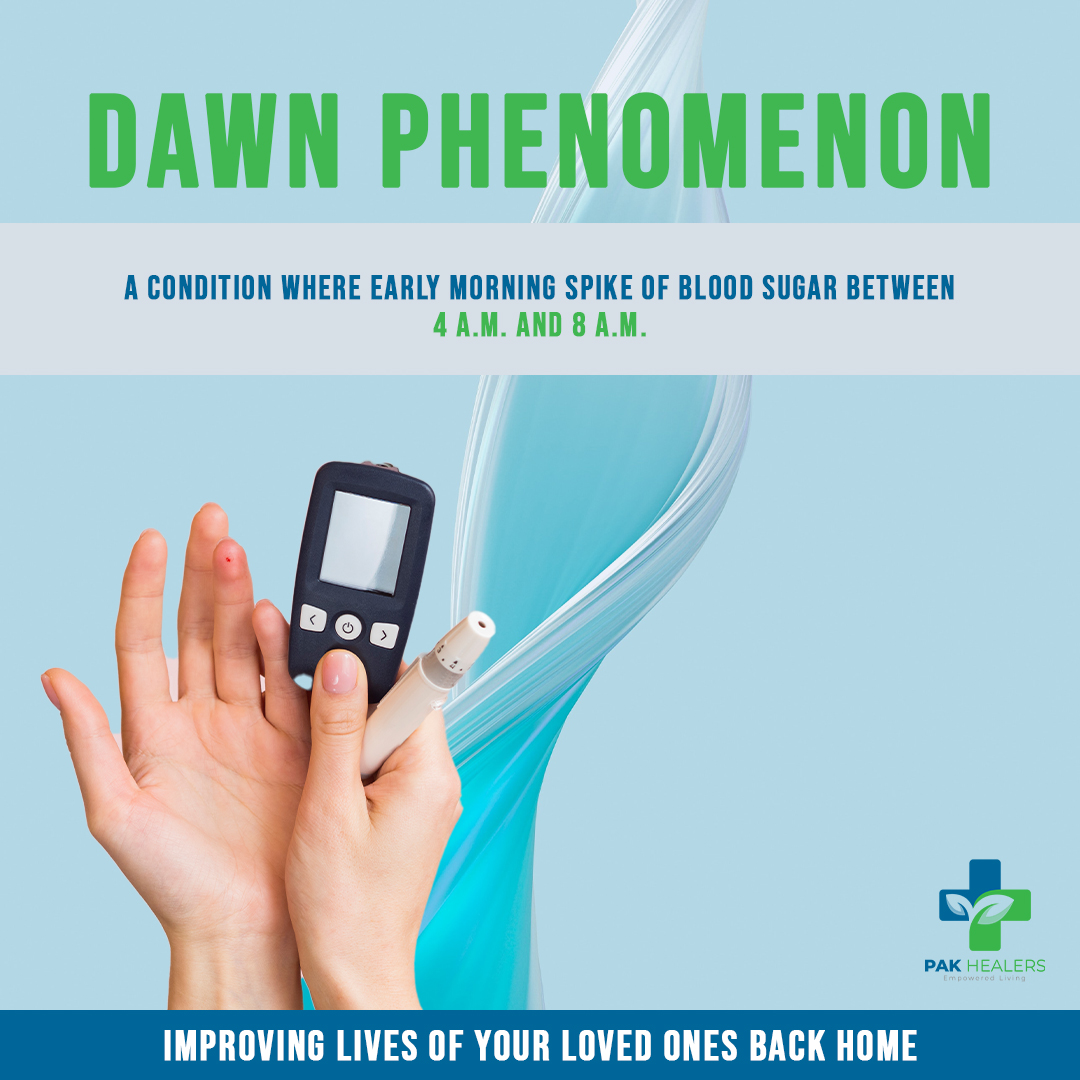 DAWN PHENOMENON
A CONDITION WHERE EARLY MORNING SPIKE OF BLOOD SUGAR BETWEEN
4 A.M. AND 8 A.M.
PAK HEALERS
Empowered Living
IMPROVING LIVES OF YOUR LOVED ONES BACK HOME